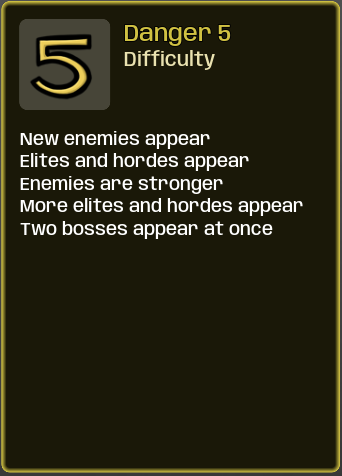 5
Danger 5
Difficulty
New enemies appear
Elites and hordes appear
Enemies are stronger
More elites and hordes appear
Two bosses appear at once